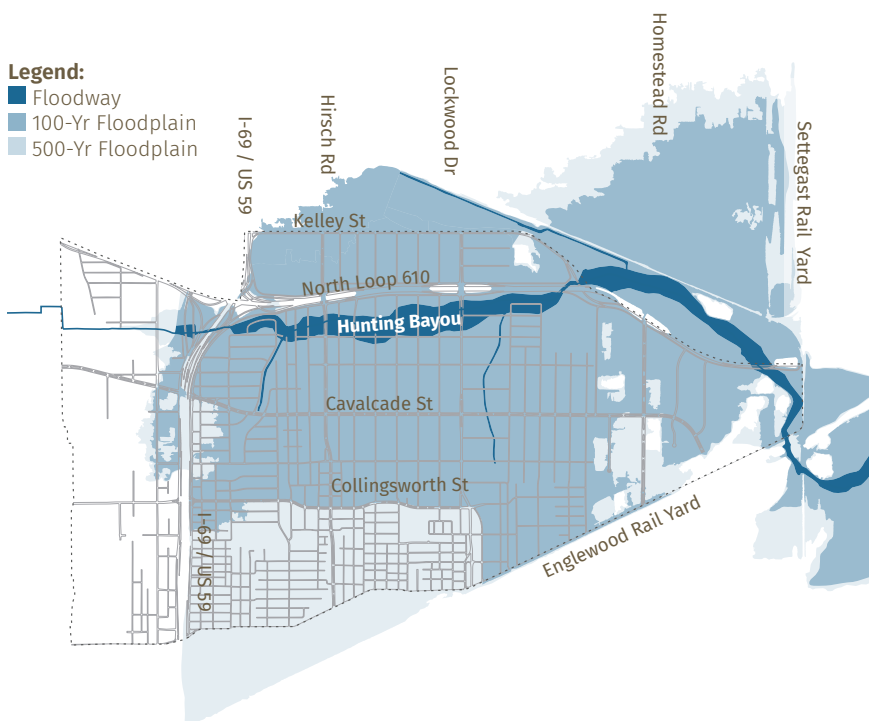 Legend:
Floodway
100-Yr Floodplain
500-Yr Floodplain
I-69 / US 59
Hirsch Rd
Lockwood Dr
Homestead Rd
Settegast Rail Yard
Kelley St
North Loop 610
Hunting Bayou
Cavalcade St
Collingsworth St
I-69 / US 59
Englewood Rail Yard